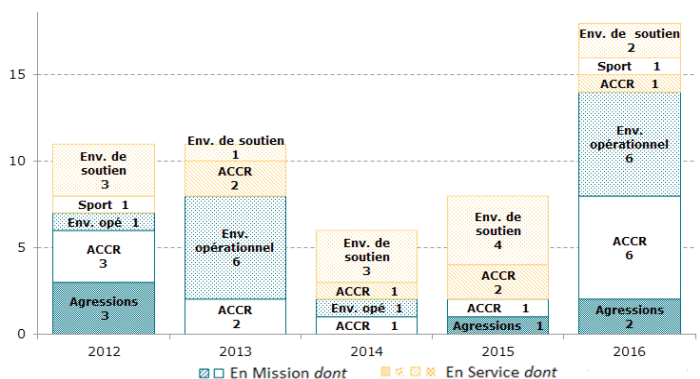 15
10
5
0
Env. de
soutien
3
Sport 1
Env. opé 1
ACCR
3
Agressions
3
Env. de soutien
1
ACCR
2
Env.
opérationnel
6
ACCR
2
Env. de
soutien
3
ACCR 1
Env. opé 1
ACCR 1
Env. de
soutien
4
ACCR
2
ACCR 1
Agressions 1
Env. de soutien
2
Sport 1
ACCR 1
Env.
opérationnel
6
ACCR
6
Agressions
2
2012 2013 2014 2015 2016
En Mission dont En Service dont